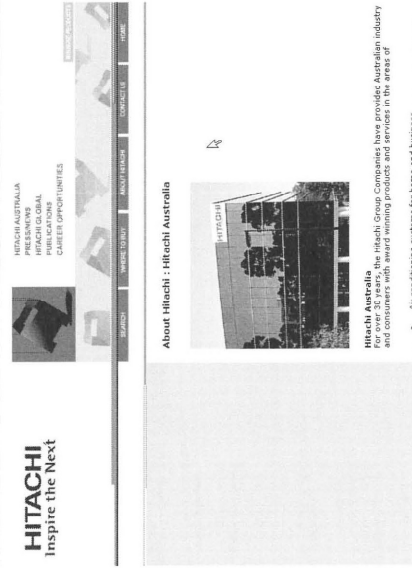 HITACHI
Inspire the Next
HITACHI AUSTRALIA
PRESS/NEWS
HITACHI GLOBAL
PUBLICATIONS
CAREER OPPORTUNITIES
SEARCH
WHERE TO BUY
ABOUT HITACHI
CONTACT US
HOME
About Hitachi : Hitachi Australia
HITACHI
Hitachi Australia
For over 30 years, the Hitachi Group Companies have provided Australian industry
and consumers with award winning products and services in the areas of